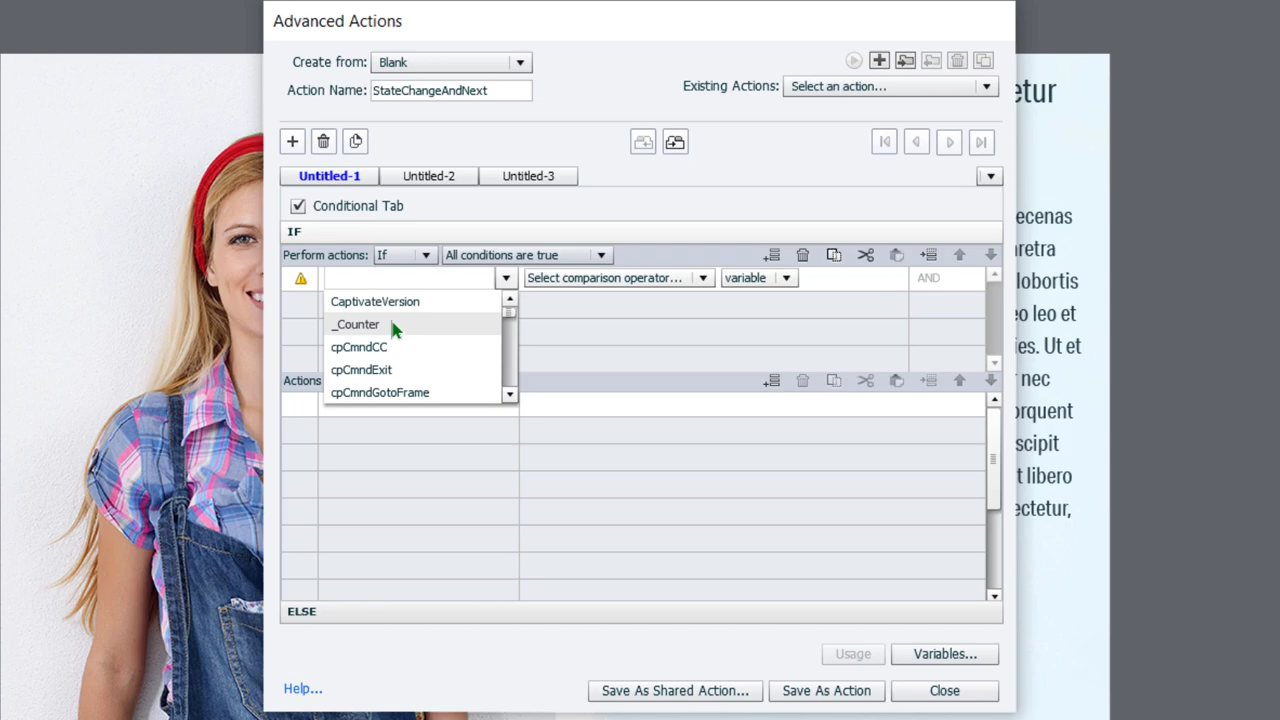 Advanced Actions
Create from: Blank
Action Name: StateChangeAndNext
Existing Actions: Select an action...
Untitled-1 Untitled-2 Untitled-3
Conditional Tab
IF
Perform actions: If All conditions are true
Select comparison operator... variable AND
CaptivateVersion
_Counter
cpCmndCC
cpCmndExit
cpCmndGotoFrame
Actions
ELSE
Usage Variables...
Help... Save As Shared Action... Save As Action Close
etur
ecenas
aretra
lobortis
eo leo et
ies. Ut et
nec
orquent
scipit
t libero
ectetur,